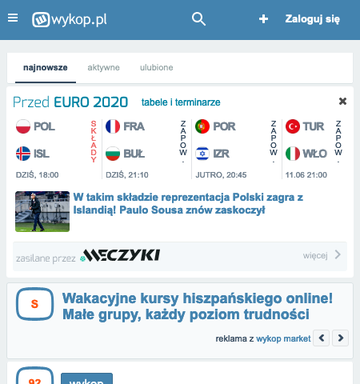 wykop.pl
Zaloguj się
najnowsze aktywne ulubione
Przed EURO 2020 tabele i terminarze
POL
ISL
SKŁADY
DZIŚ, 18:00
FRA
BUŁ
ZAPOW.
DZIŚ, 21:10
POR
IZR
ZAPOW.
JUTRO, 20:45
TUR
WŁO
ZAPOW.
11.06 21:00
W takim składzie reprezentacja Polski zagra z
Islandią! Paulo Sousa znów zaskoczył
zasilane przez MECZYKI więcej
S
Wakacyjne kursy hiszpańskiego online!
Małe grupy, każdy poziom trudności
reklama z wykop market
92
wykop